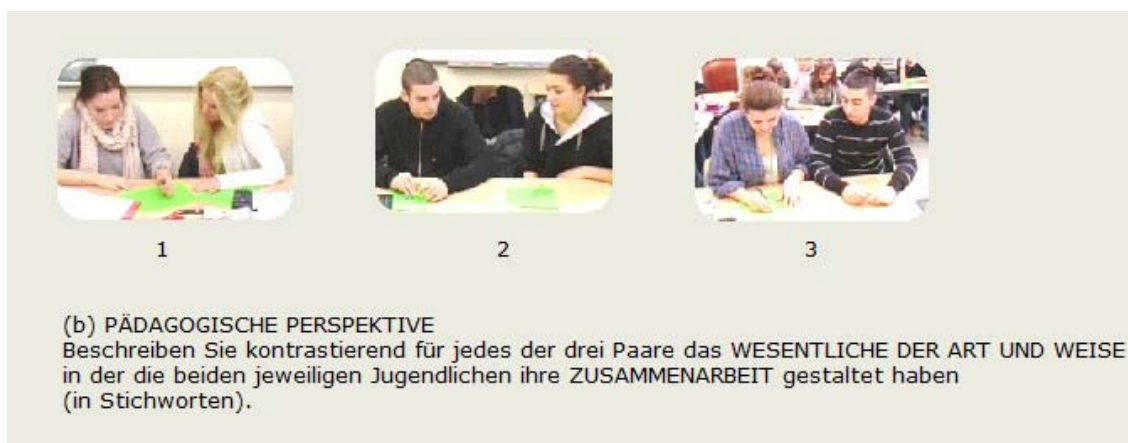 1
2
3
(b) PÄDAGOGISCHE PERSPEKTIVE
Beschreiben Sie kontrastierend für jedes der drei Paare das WESENTLICHE DER ART UND WEISE
in der die beiden jeweiligen Jugendlichen ihre ZUSAMMENARBEIT gestaltet haben
(in Stichworten).